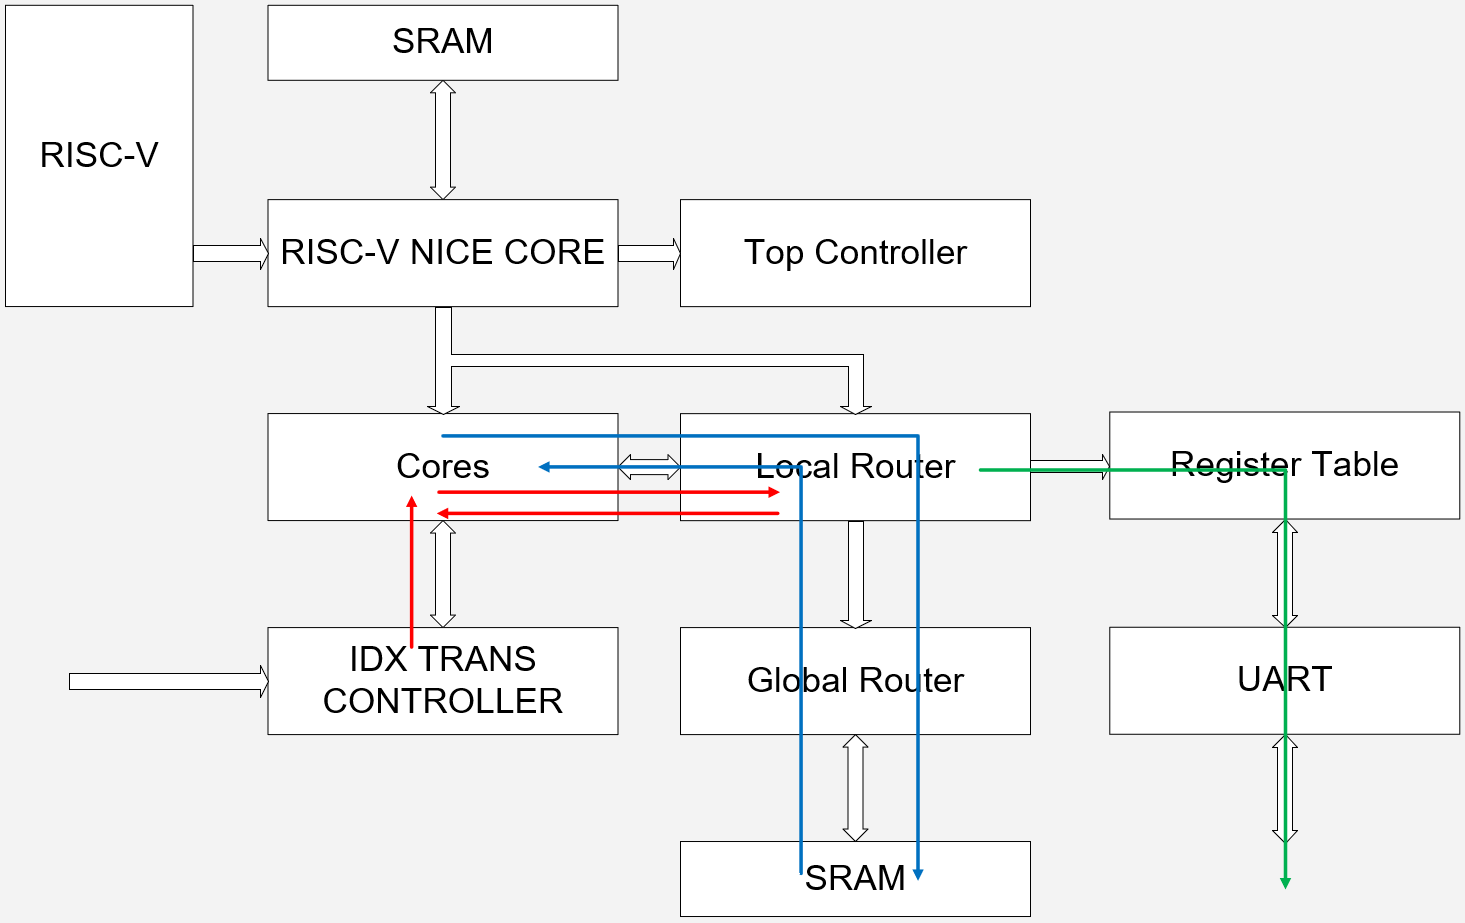 SRAM
RISC-V
RISC-V NICE CORE
Top Controller
Cores
Local Router
Register Table
IDX TRANS
CONTROLLER
Global Router
UART
SRAM